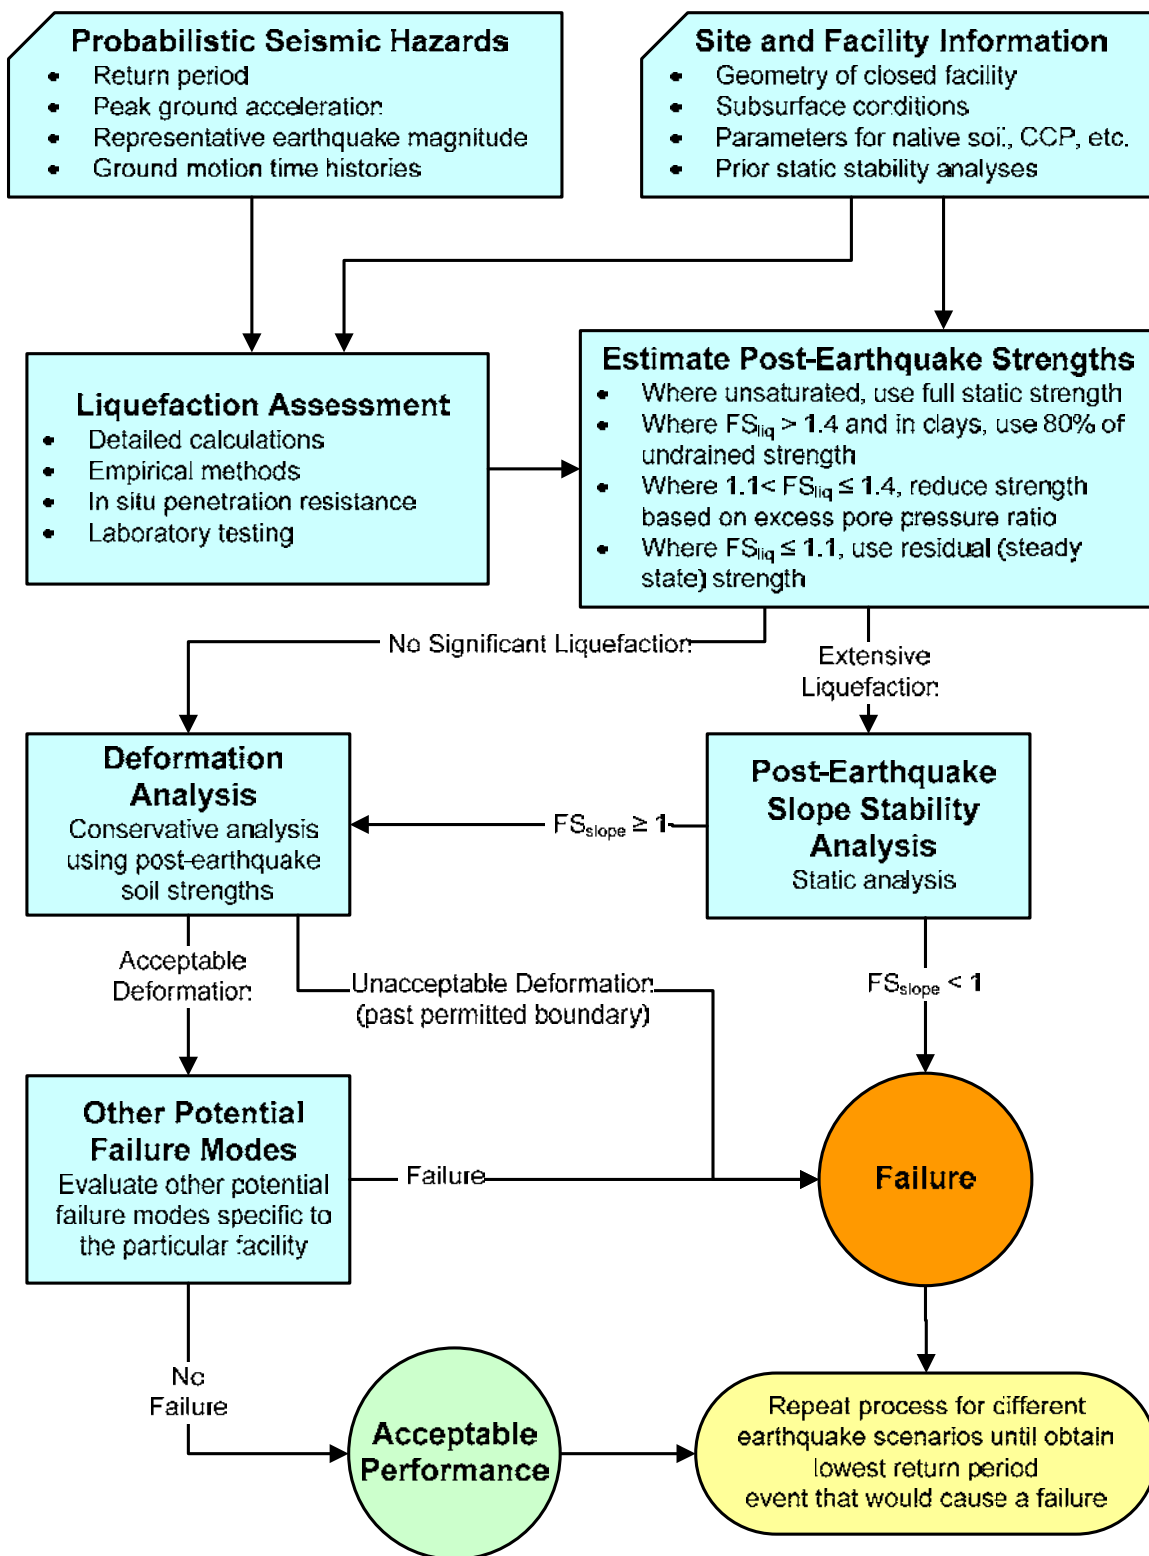 Probabilistic Seismic Hazards
• Return period
• Peak ground acceleration
• Representative earthquake magnitude
• Ground motion time histories
Site and Facility Information
• Geometry of closed facility
• Subsurface conditions
• Parameters for native soil, CCP, etc.
• Prior static stability analyses
Liquefaction Assessment
• Detailed calculations
• Empirical methods
• In situ penetration resistance
• Laboratory testing
Estimate Post-Earthquake Strengths
• Where unsaturated, use full static strength
• Where FSliq > 1.4 and in clays, use 80% of
undrained strength
• Where 1.1< FSliq ≤ 1.4, reduce strength
based on excess pore pressure ratio
• Where FSliq ≤ 1.1, use residual (steady
state) strength
No Significant Liquefaction
Extensive
Liquefaction
Deformation
Analysis
Conservative analysis
using post-earthquake
soil strengths
FSslope ≥ 1
Post-Earthquake
Slope Stability
Analysis
Static analysis
Acceptable
Deformation
Unacceptable Deformation
(past permitted boundary)
FSslope < 1
Other Potential
Failure Modes
Evaluate other potential
failure modes specific to
the particular facility
Failure
Failure
No
Failure
Acceptable
Performance
Repeat process for different
earthquake scenarios until obtain
lowest return period
event that would cause a failure